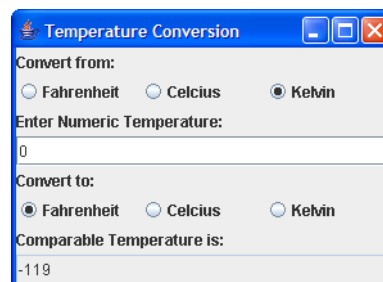 Temperature Conversion
Convert from:
Fahrenheit Celcius Kelvin
Enter Numeric Temperature:
0
Convert to:
Fahrenheit Celcius Kelvin
Comparable Temperature is:
-119